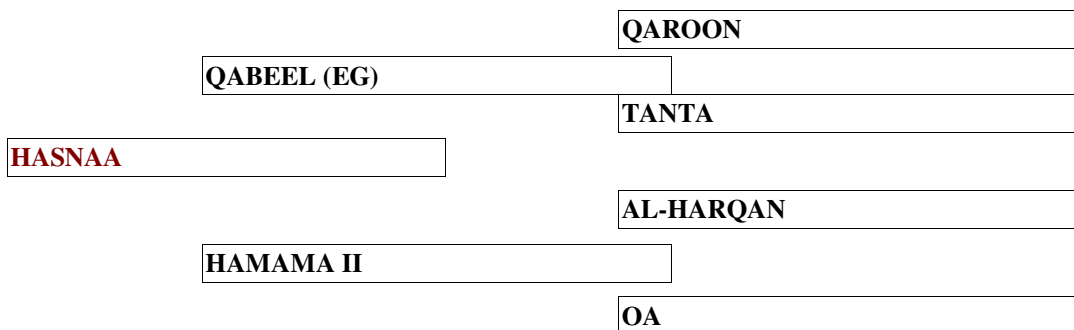 QAROON
QABEEL (EG)
TANTA
HASNAA
AL-HARQAN
HAMAMA II
OA